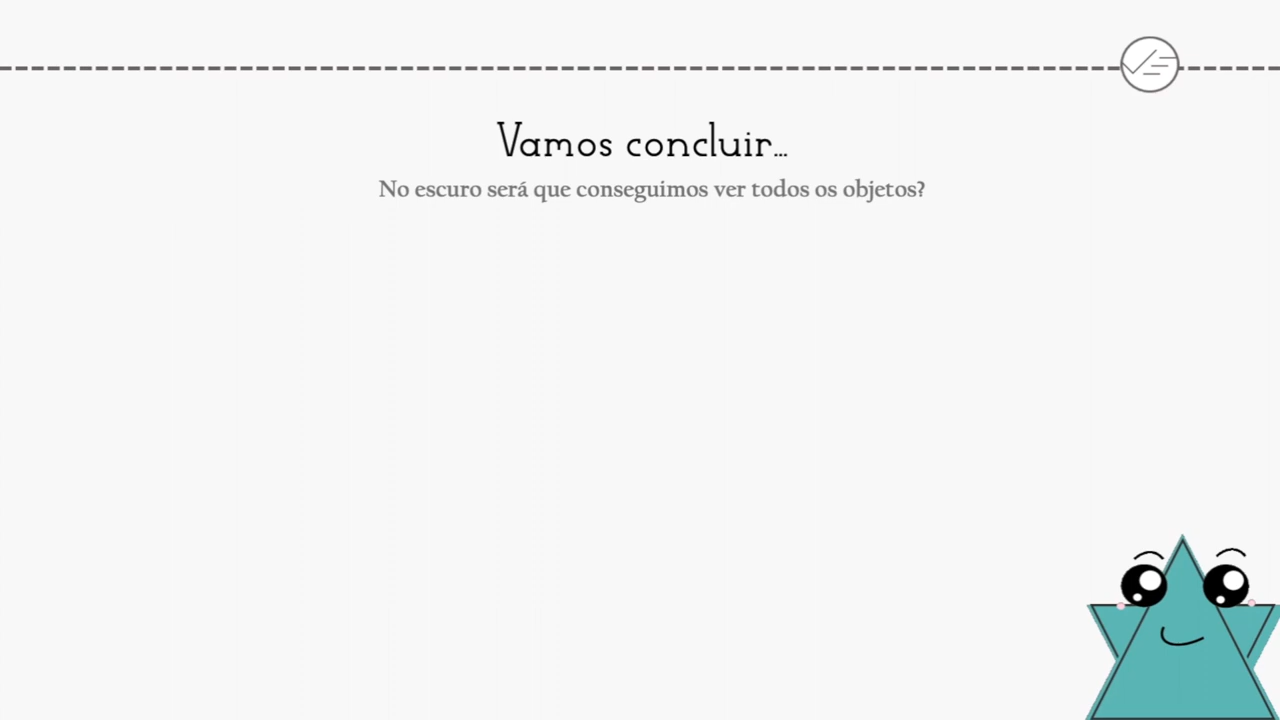 Vamos concluir...
No escuro será que conseguimos ver todos os objetos?